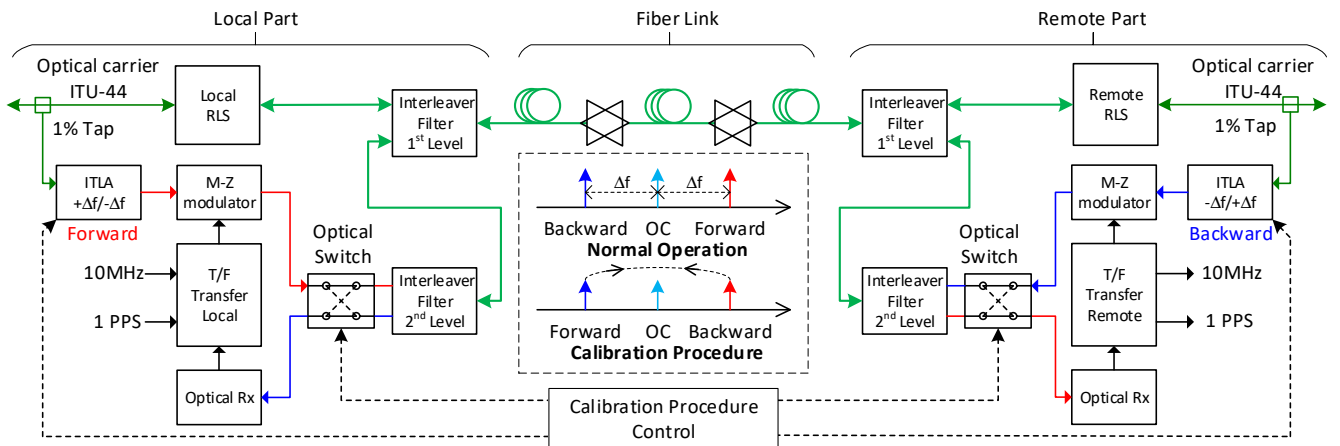 Local Part
Fiber Link
Remote Part
Optical carrier
ITU-44
1% Tap
Local
RLS
Interleaver
Filter
1st Level
Interleaver
Filter
1st Level
Remote
RLS
Optical carrier
ITU-44
1% Tap
ITLA
+Δf/-Δf
Forward
M-Z
modulator
Optical
Switch
10MHz
1 PPS
T/F
Transfer
Local
Interleaver
Filter
2nd Level
Optical Rx
Δf
Δf
Backward
OC
Forward
Normal Operation
Forward
OC
Backward
Calibration Procedure
Calibration Procedure
Control
Interleaver
Filter
2nd Level
Optical
Switch
M-Z
modulator
ITLA
-Δf/+Δf
Backward
T/F
Transfer
Remote
10MHz
1 PPS
Optical Rx